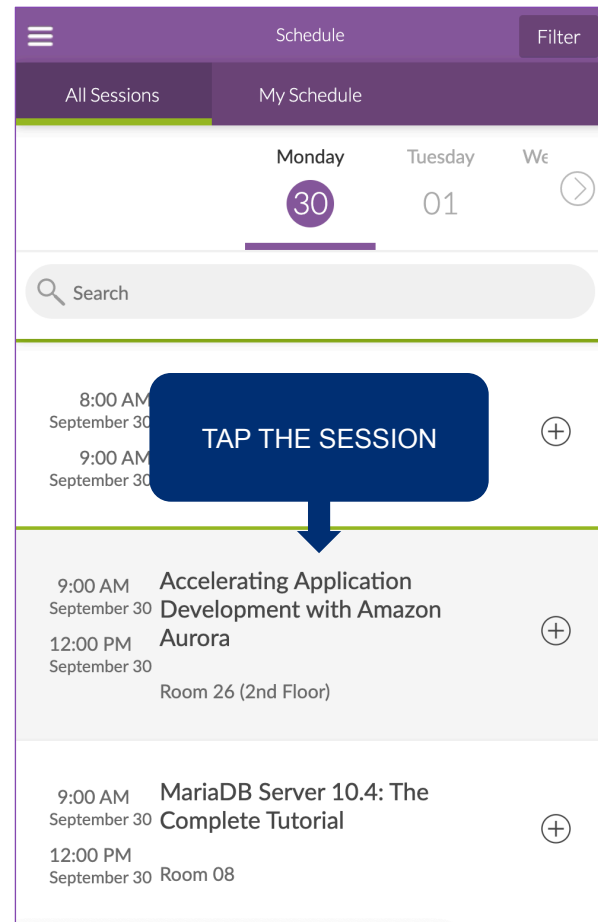 Schedule
Filter
All Sessions
My Schedule
Monday
Tuesday
We
30
01
Search
8:00 AM
September 30
9:00 AM
September 30
TAP THE SESSION
9:00 AM
September 30
12:00 PM
September 30
Accelerating Application
Development with Amazon
Aurora
Room 26 (2nd Floor)
9:00 AM
September 30
12:00 PM
September 30
MariaDB Server 10.4: The
Complete Tutorial
Room 08